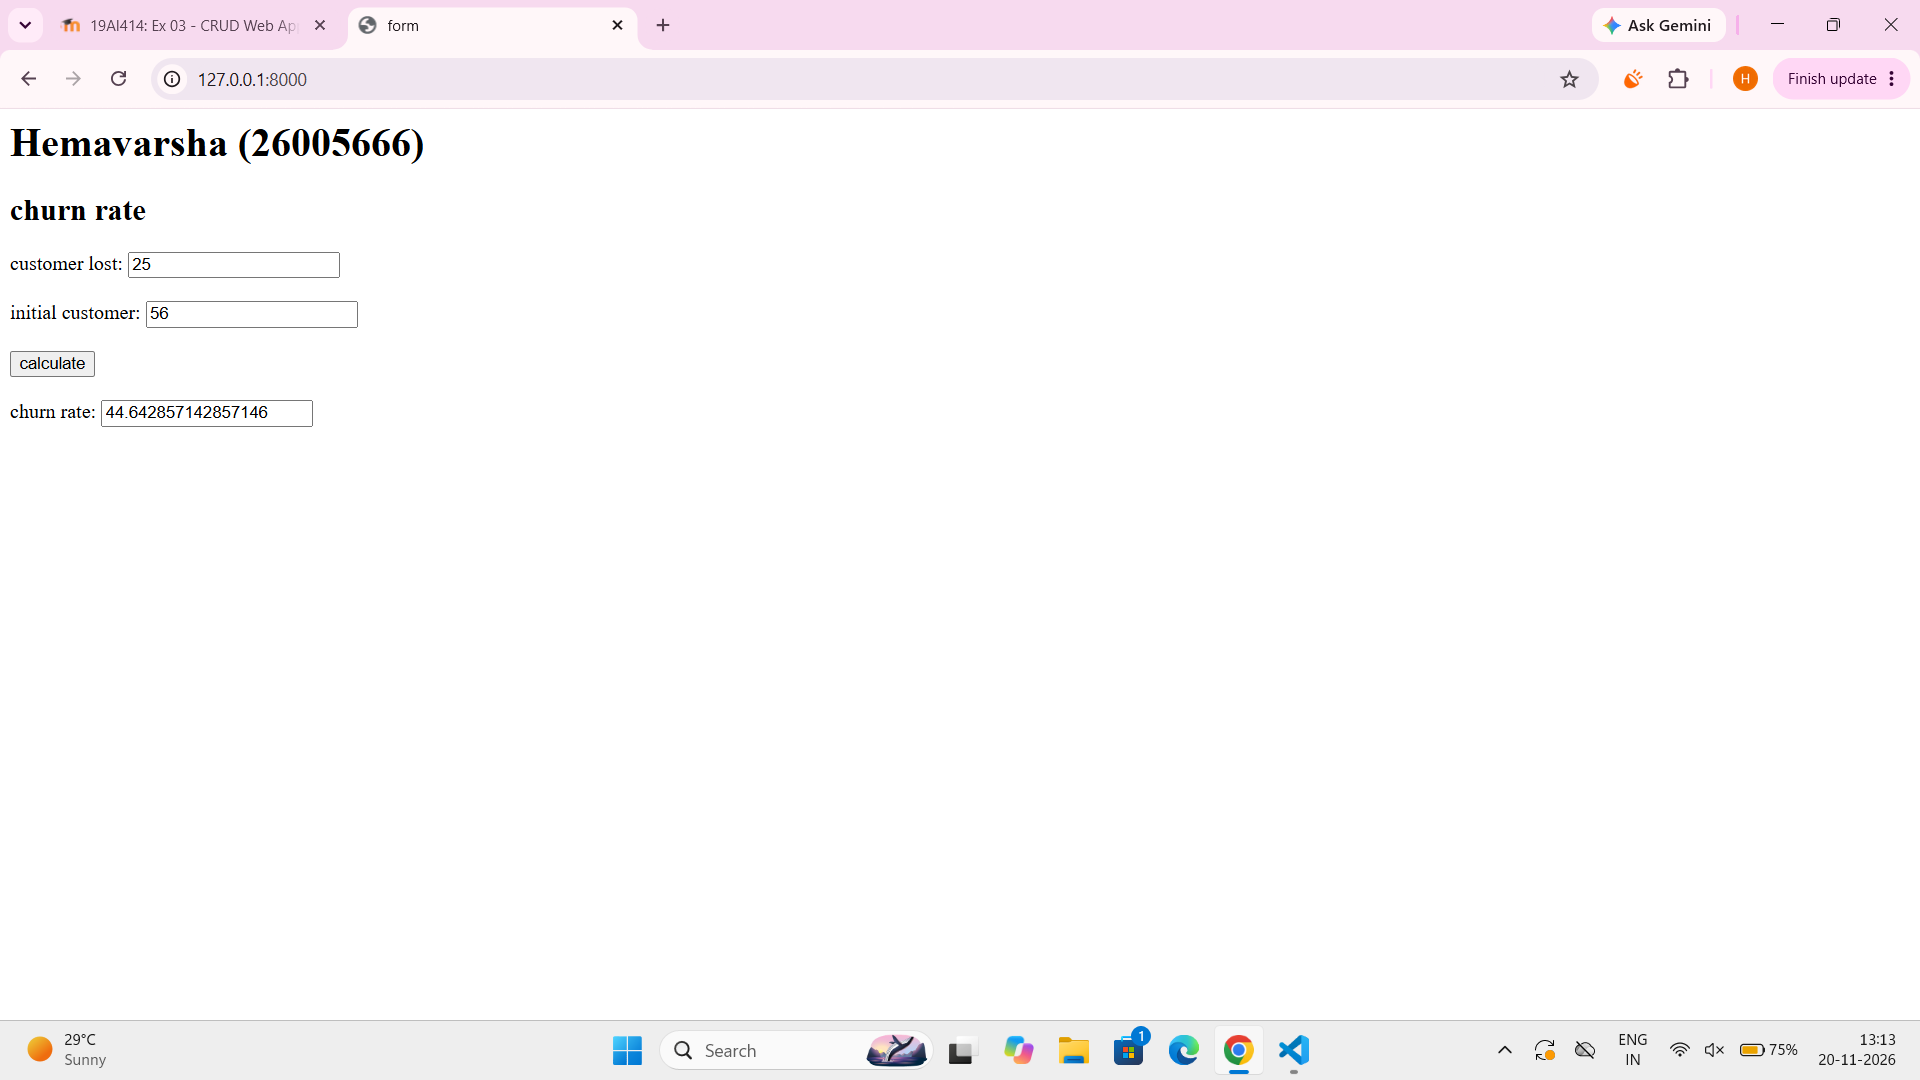 19AI414: Ex 03 - CRUD Web Ap
form
Ask Gemini
127.0.0.1:8000
H
Finish update
Hemavarsha (26005666)
churn rate
customer lost: 25
initial customer: 56
calculate
churn rate: 44.642857142857146
29°C
Sunny
Search
1
ENG
IN
75%
13:13
20-11-2026